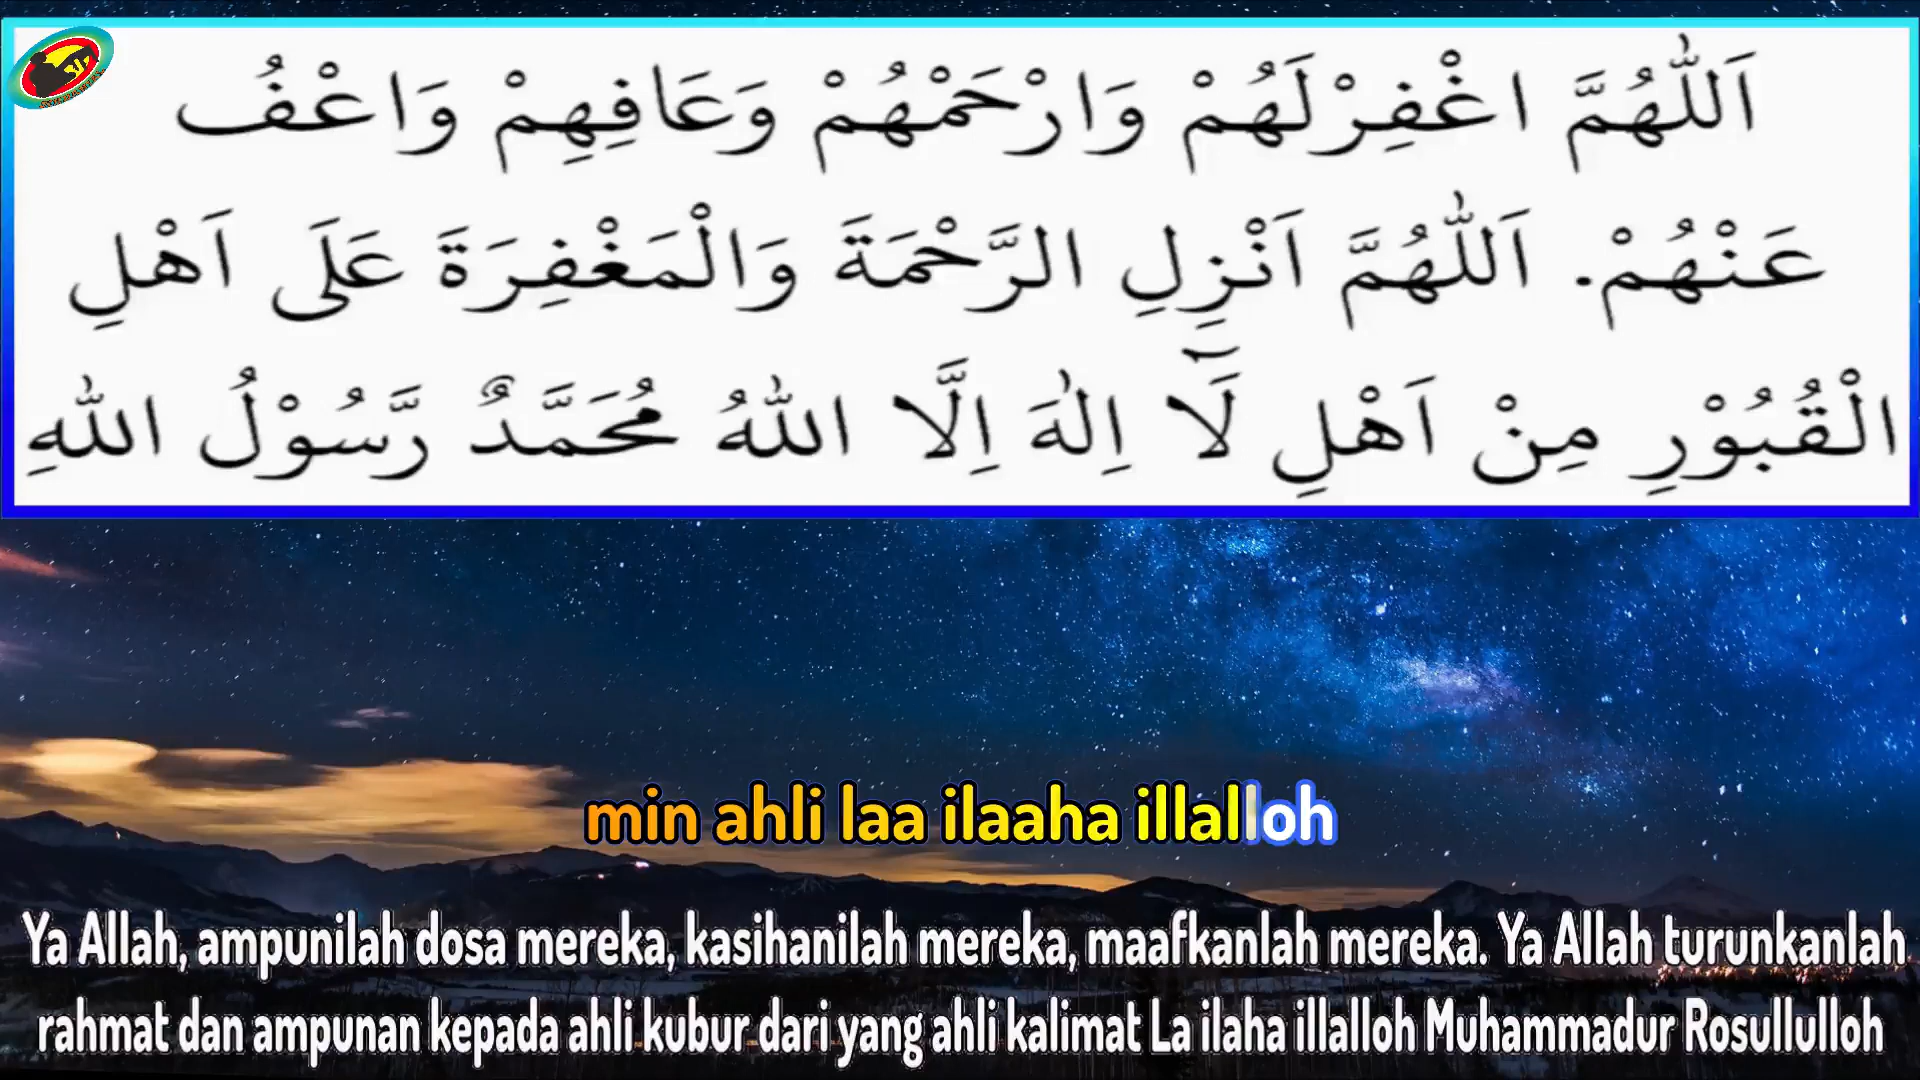 اَللّٰهُمَّ اغْفِرْلَهُمْ وَارْحَمْهُمْ وَعَافِهِمْ وَاعْفُ
عَنْهُمْ. اَللّٰهُمَّ اَنْزِلِ الرَّحْمَةَ وَالْمَغْفِرَةَ عَلَى اَهْلِ
الْقُبُوْرِ مِنْ اَهْلِ لَآ اِلٰهَ اِلَّا اللّٰهُ مُحَمَّدٌ رَّسُوْلُ اللّٰهِ
min ahli laa ilaaha illalloh
Ya Allah, ampunilah dosa mereka, kasihanilah mereka, maafkanlah mereka. Ya Allah turunkanlah
rahmat dan ampunan kepada ahli kubur dari yang ahli kalimat La ilaha illalloh Muhammadur Rosullulloh